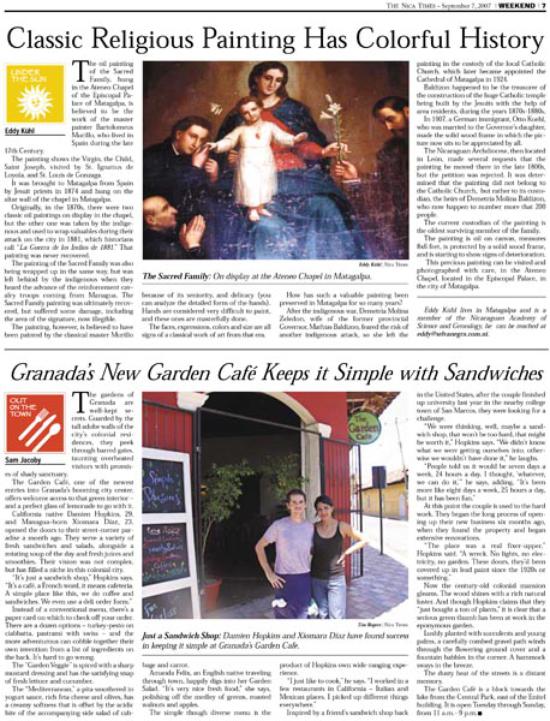 THE NICA TIMES – September 7, 2007 | WEEKEND | 7
Classic Religious Painting Has Colorful History
UNDER
THE SUN
Eddy Kühl
The oil painting
of the Sacred
Family, hung
in the Ateneo Chapel
of the Episcopal Pa-
lace of Matagalpa, is
believed to be the
work of the master
painter Bartolomeus
Murillo, who lived in
Spain during the late
17th Century.
The painting shows the Virgin, the Child,
Saint Joseph, visited by St. Ignatius de
Loyola, and St. Louis de Gonzaga.
It was brought to Matagalpa from Spain
by Jesuit priests in 1874 and hung on the
altar wall of the chapel in Matagalpa.
Originally, in the 1870s, there were two
classic oil paintings on display in the chapel,
but the other one was taken by the indige-
nous and used to wrap valuables during their
attack on the city in 1881, which historians
call "La Guerra de los Indios de 1881." That
painting was never recovered.
The painting of the Sacred Family was also
being wrapped up in the same way, but was
left behind by the indigenous when they
heard the advance of the reinforcement cav-
alry troops coming from Managua. The
Sacred Family painting was ultimately recov-
ered, but suffered some damage, including
the area of the signature, now illegible.
The painting, however, is believed to have
been painted by the classical master Murillo
Eddy Kühl | Nica Times
The Sacred Family: On display at the Ateneo Chapel in Matagalpa.
because of its seniority, and delicacy (you
can analyze the detailed form of the hands).
Hands are considered very difficult to paint,
and these ones are masterfully done.
The faces, expressions, colors and size are all
signs of a classical work of art from that era.
How has such a valuable painting been
preserved in Matagalpa for so many years?
After the indigenous war, Demetria Molina
Zeledon, wife of the former provincial
Governor, Mathias Baldizon, feared the risk of
another indigenous attack, so she left the
painting in the custody of the local Catholic
Church, which later became appointed the
Cathedral of Matagalpa in 1924.
Baldizon happened to be the treasurer of
the construction of the huge Catholic temple
being built by the Jesuits with the help of
area residents, during the years 1870s-1880s.
In 1907, a German immigrant, Otto Kuehl,
who was married to the Governor's daughter,
made the solid wood frame in which the pic-
ture now sits to be appreciated by all.
The Nicaraguan Archdiocese, then located
in León, made several requests that the
painting be moved there in the late 1800s,
but the petition was rejected. It was deter-
mined that the painting did not belong to
the Catholic Church, but rather to its custo-
dian, the heirs of Demetria Molina Baldizon,
who now happen to number more that 200
people.
The current custodian of the painting is
the oldest surviving member of the family.
The painting is oil on canvas, measures
8x6 feet, is protected by a solid wood frame,
and is starting to show signs of deterioration.
This precious painting can be visited and
photographed with care, in the Ateneo
Chapel, located in the Episcopal Palace, in
the city of Matagalpa.
Eddy Kuhl lives in Matagalpa and is a
member of the Nicaraguan Academy of
Science and Genealogy. he can be reached at
eddy@selvanegra.com.ni.
Granada's New Garden Café Keeps it Simple with Sandwiches
OUT
ON THE
TOWN
Sam Jacoby
The gardens of
Granada are
well-kept se-
crets. Guarded by the
tall adobe walls of the
city's colonial resi-
dences, they peek
through barred gates,
taunting overheated
visitors with promis-
es of shady sanctuary.
The Garden Café, one of the newest
entries into Granada's booming city center,
offers welcome access to that green interior –
and a perfect glass of lemonade to go with it.
California native Damien Hopkins, 29,
and Managua-born Xiomara Diaz, 23,
opened the doors to their street-corner par-
adise a month ago. They serve a variety of
fresh sandwiches and salads, alongside a
rotating soup of the day and fresh juices and
smoothies. Their vision was not complex,
but has filled a niche in this colonial city.
"It's just a sandwich shop," Hopkins says.
"It's a café, a French word, it means cafeteria.
A simple place like this, we do coffee and
sandwiches. We even use a deli order form."
Instead of a conventional menu, there's a
paper card on which to check off your order.
There are a dozen options – turkey-pesto on
ciabbatta, pastrami with swiss – and the
more adventurous can cobble together their
own invention from a list of ingredients on
the back. It's hard to go wrong.
The "Garden Veggie" is spiced with a sharp
mustard dressing and has the satisfying snap
of fresh lettuce and cucumber.
The "Mediterranean," a pita smothered in
yogurt sauce, rich feta cheese and olives, has
a creamy softness that is offset by the acidic
bite of the accompanying side salad of cab-
The
Garden
Café
Tim Rogers | Nica Times
Just a Sandwich Shop: Damien Hopkins and Xiomara Diaz have found success
in keeping it simple at Granada's Garden Café.
bage and carrot.
Amanda Felix, an English native traveling
through town, happily digs into her Garden
Salad. "It's very nice fresh food," she says,
polishing off the medley of greens, roasted
walnuts and apples.
The simple though diverse menu is the
product of Hopkins own wide-ranging expe-
rience.
"I just like to cook," he says. "I worked in a
few restaurants in California – Italian and
Mexican places. I picked up different things
everywhere."
Inspired by a friend's sandwich shop back
in the United States, after the couple finished
up university last year in the nearby college
town of San Marcos, they were looking for a
challenge.
"We were thinking, well, maybe a sand-
wich shop, that won't be too hard, that might
be worth it," Hopkins says. "We didn't know
what we were getting ourselves into, other-
wise we wouldn't have done it," he laughs.
"People told us it would be seven days a
week, 24 hours a day. I thought, 'whatever,
we can do it,'" he says, adding, "It's been
more like eight days a week, 25 hours a day,
but it has been fun."
At this point the couple is used to the hard
work. They began the long process of open-
ing up their new business six months ago,
when they found the property and began
extensive renovations.
"The place was a real fixer-upper,"
Hopkins said. "A wreck. No lights, no elec-
tricity, no garden. These doors, they'd been
covered up in lead paint since the 1920s or
something."
Now the century-old colonial mansion
gleams. The wood shines with a rich natural
luster. And though Hopkins claims that they
"just bought a ton of plants," it is clear that a
serious green thumb has been at work in the
eponymous garden.
Lushly planted with succulents and young
palms, a carefully combed gravel path winds
through the flowering ground cover and a
fountain babbles in the corner. A hammock
sways in the breeze.
The dusty heat of the streets is a distant
memory.
The Garden Café is a block towards the
lake from the Central Park, east of the Enitel
building. It is open Tuesday through Sunday,
from 11 a.m. - 9 p.m.